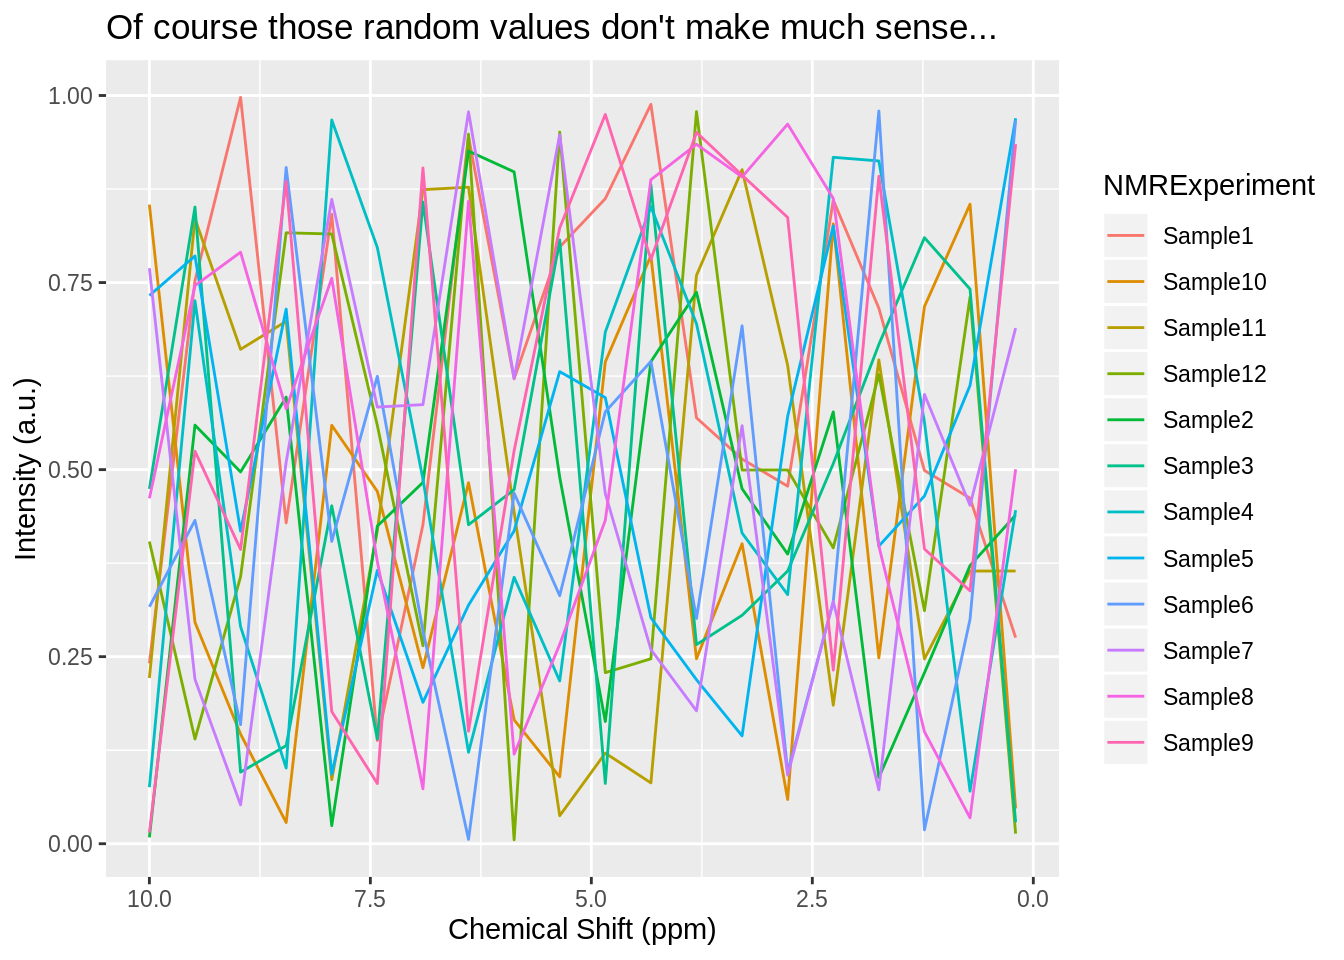 Of course those random values don't make much sense...
1.00
0.75
0.50
0.25
0.00
Intensity (a.u.)
10.0 7.5 5.0 2.5 0.0
Chemical Shift (ppm)
NMRExperiment
Sample1
Sample10
Sample11
Sample12
Sample2
Sample3
Sample4
Sample5
Sample6
Sample7
Sample8
Sample9